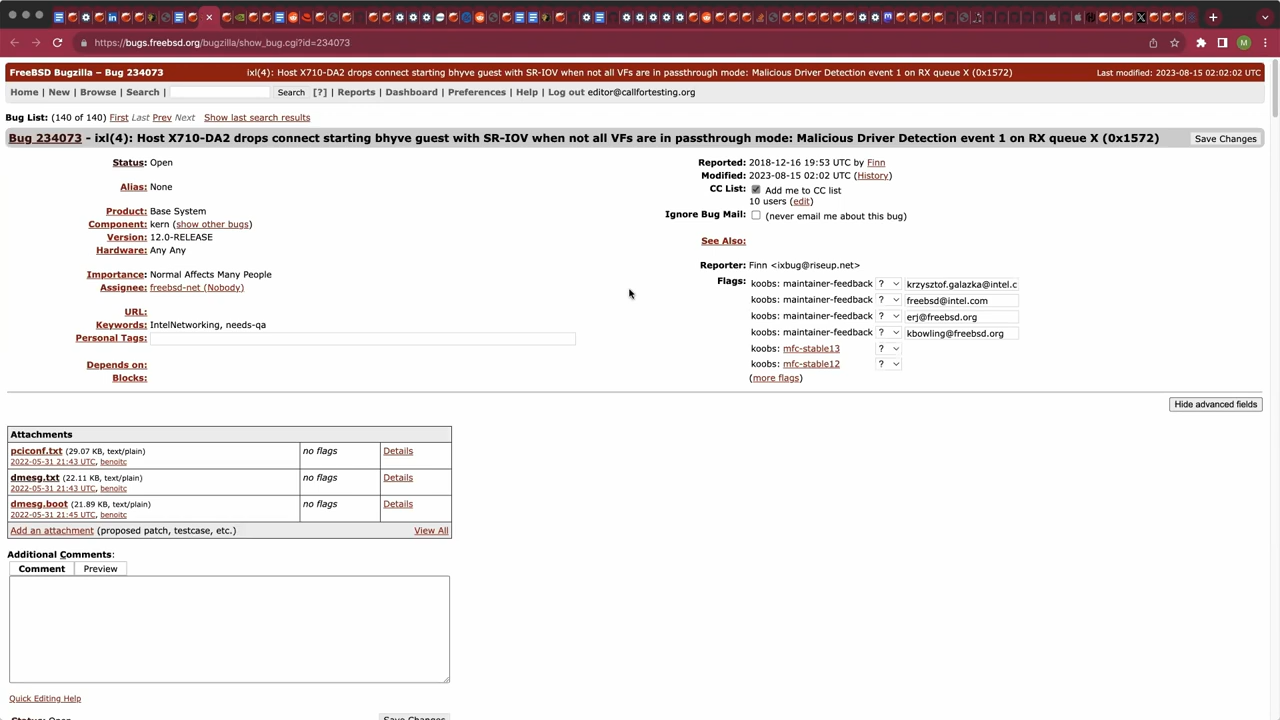 https://bugs.freebsd.org/bugzilla/show_bug.cgi?id=234073
M
FreeBSD Bugzilla – Bug 234073
ixl(4): Host X710-DA2 drops connect starting bhyve guest with SR-IOV when not all VFs are in passthrough mode: Malicious Driver Detection event 1 on RX queue X (0x1572)
Last modified: 2023-08-15 02:02:02 UTC
Home | New | Browse | Search | Search [?] | Reports | Dashboard | Preferences | Help | Log out editor@callfortesting.org
Bug List: (140 of 140) First Last Prev Next Show last search results
Bug 234073 - ixl(4): Host X710-DA2 drops connect starting bhyve guest with SR-IOV when not all VFs are in passthrough mode: Malicious Driver Detection event 1 on RX queue X (0x1572)
Save Changes
Status: Open
Alias: None
Product: Base System
Component: kern (show other bugs)
Version: 12.0-RELEASE
Hardware: Any Any
Importance: Normal Affects Many People
Assignee: freebsd-net (Nobody)
URL:
Keywords: IntelNetworking, needs-qa
Personal Tags:
Depends on:
Blocks:
Reported: 2018-12-16 19:53 UTC by Finn
Modified: 2023-08-15 02:02 UTC (History)
CC List: Add me to CC list
10 users (edit)
Ignore Bug Mail: (never email me about this bug)
See Also:
Reporter: Finn <ixbug@riseup.net>
Flags: koobs: maintainer-feedback ? krzysztof.galazka@intel.c
koobs: maintainer-feedback ? freebsd@intel.com
koobs: maintainer-feedback ? erj@freebsd.org
koobs: maintainer-feedback ? kbowling@freebsd.org
koobs: mfc-stable13 ?
koobs: mfc-stable12 ?
(more flags)
Hide advanced fields
Attachments
pciconf.txt (29.07 KB, text/plain) no flags Details
2022-05-31 21:43 UTC, benoitc
dmesg.txt (22.11 KB, text/plain) no flags Details
2022-05-31 21:43 UTC, benoitc
dmesg.boot (21.89 KB, text/plain) no flags Details
2022-05-31 21:45 UTC, benoitc
Add an attachment (proposed patch, testcase, etc.) View All
Additional Comments:
Comment Preview
Quick Editing Help
Status: Open Save Changes